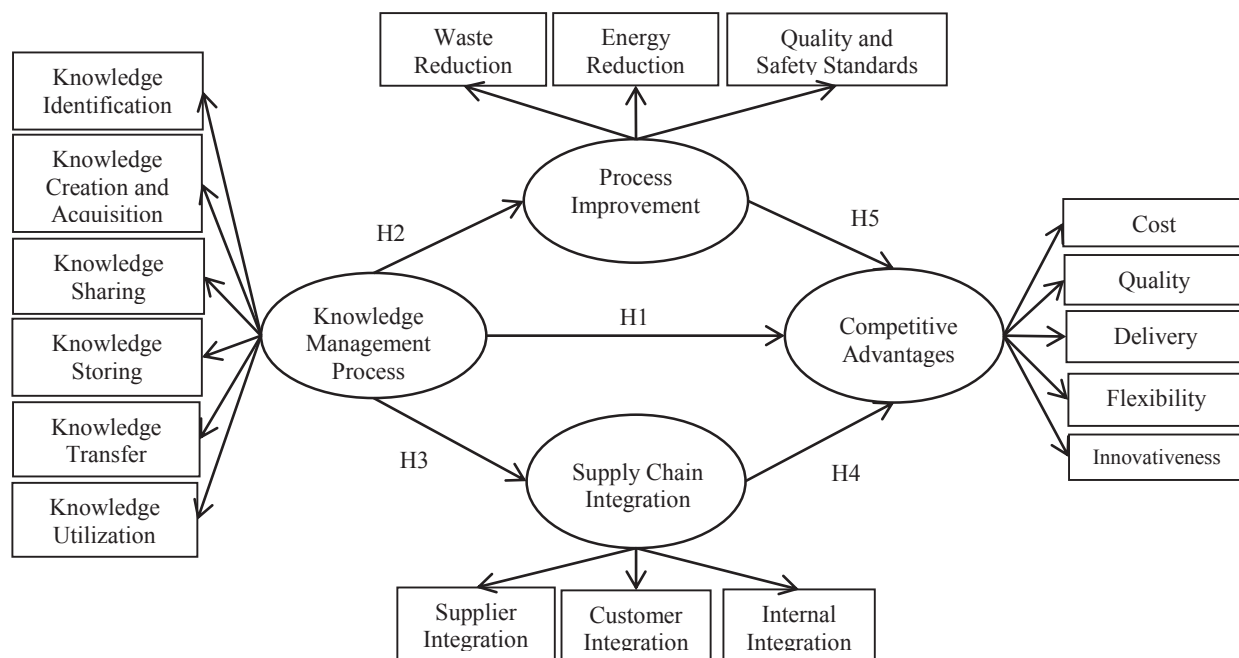 Waste
Reduction
Energy
Reduction
Quality and
Safety Standards
Knowledge
Identification
Knowledge
Creation and
Acquisition
Knowledge
Sharing
Knowledge
Storing
Knowledge
Transfer
Knowledge
Utilization
Process
Improvement
H2
H5
Knowledge
Management
Process
H1
Competitive
Advantages
H3
H4
Supply Chain
Integration
Cost
Quality
Delivery
Flexibility
Innovativeness
Supplier
Integration
Customer
Integration
Internal
Integration